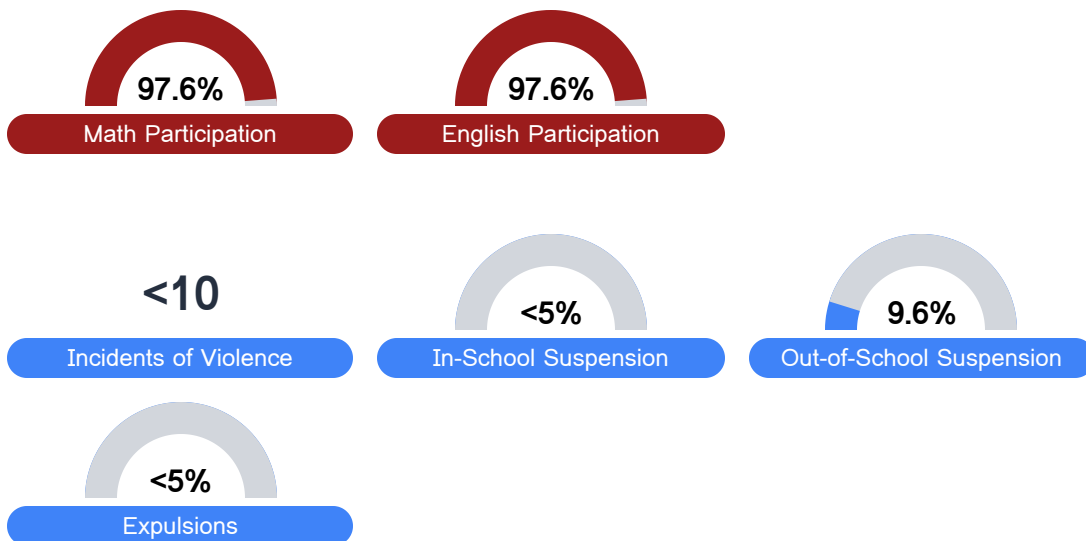 97.6%
Math Participation
97.6%
English Participation
<10
Incidents of Violence
<5%
In-School Suspension
9.6%
Out-of-School Suspension
<5%
Expulsions